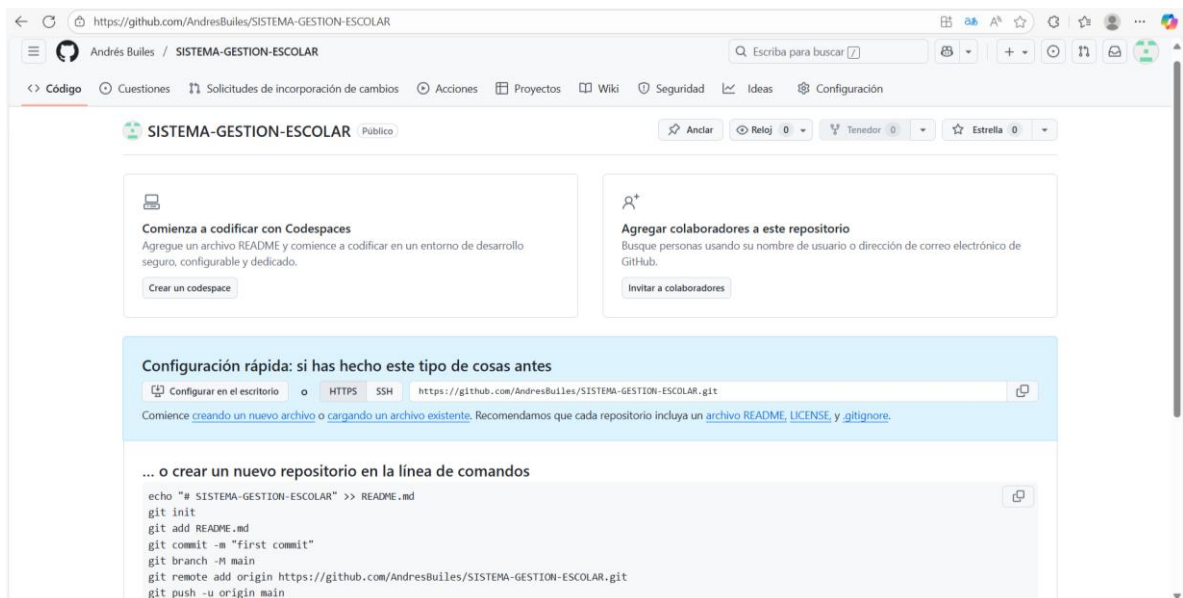 https://github.com/AndresBuiles/SISTEMA-GESTION-ESCOLAR
Andrés Builes / SISTEMA-GESTION-ESCOLAR
Escriba para buscar /
Código Cuestiones Solicitudes de incorporación de cambios Acciones Proyectos Wiki Seguridad Ideas Configuración
SISTEMA-GESTION-ESCOLAR Público
Anclar Reloj 0 Tenedor 0 Estrella 0
Comienza a codificar con Codespaces
Agregue un archivo README y comience a codificar en un entorno de desarrollo
seguro, configurable y dedicado.
Crear un codespace
Agregar colaboradores a este repositorio
Busque personas usando su nombre de usuario o dirección de correo electrónico de
GitHub.
Invitar a colaboradores
Configuración rápida: si has hecho este tipo de cosas antes
Configurar en el escritorio o HTTPS SSH https://github.com/AndresBuiles/SISTEMA-GESTION-ESCOLAR.git
Comience creando un nuevo archivo o cargando un archivo existente. Recomendamos que cada repositorio incluya un archivo README, LICENSE, y .gitignore.
... o crear un nuevo repositorio en la línea de comandos
echo "# SISTEMA-GESTION-ESCOLAR" >> README.md
git init
git add README.md
git commit -m "first commit"
git branch -M main
git remote add origin https://github.com/AndresBuiles/SISTEMA-GESTION-ESCOLAR.git
git push -u origin main